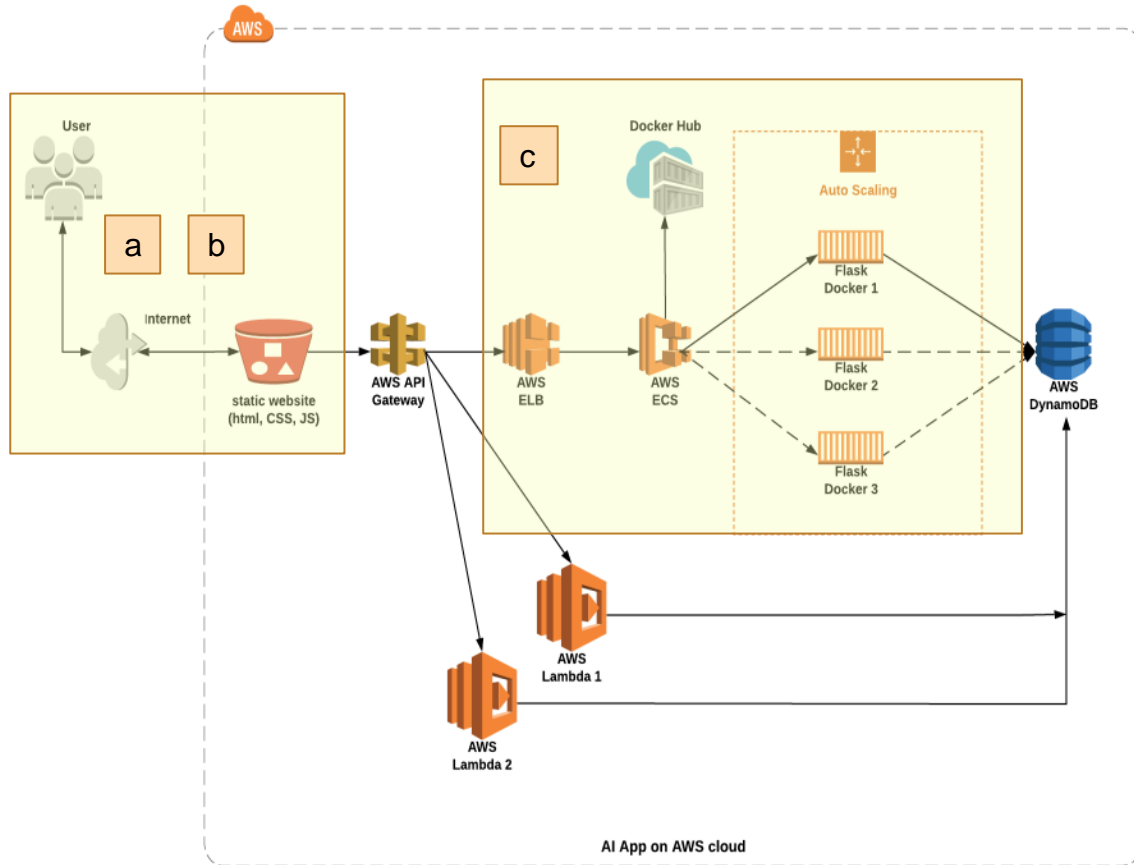 AWS
User
a
b
Internet
static website
(html, CSS, JS)
AWS API
Gateway
c
Docker Hub
Auto Scaling
AWS
ELB
AWS
ECS
Flask
Docker 1
Flask
Docker 2
Flask
Docker 3
AWS
DynamoDB
AWS
Lambda 1
AWS
Lambda 2
AI App on AWS cloud